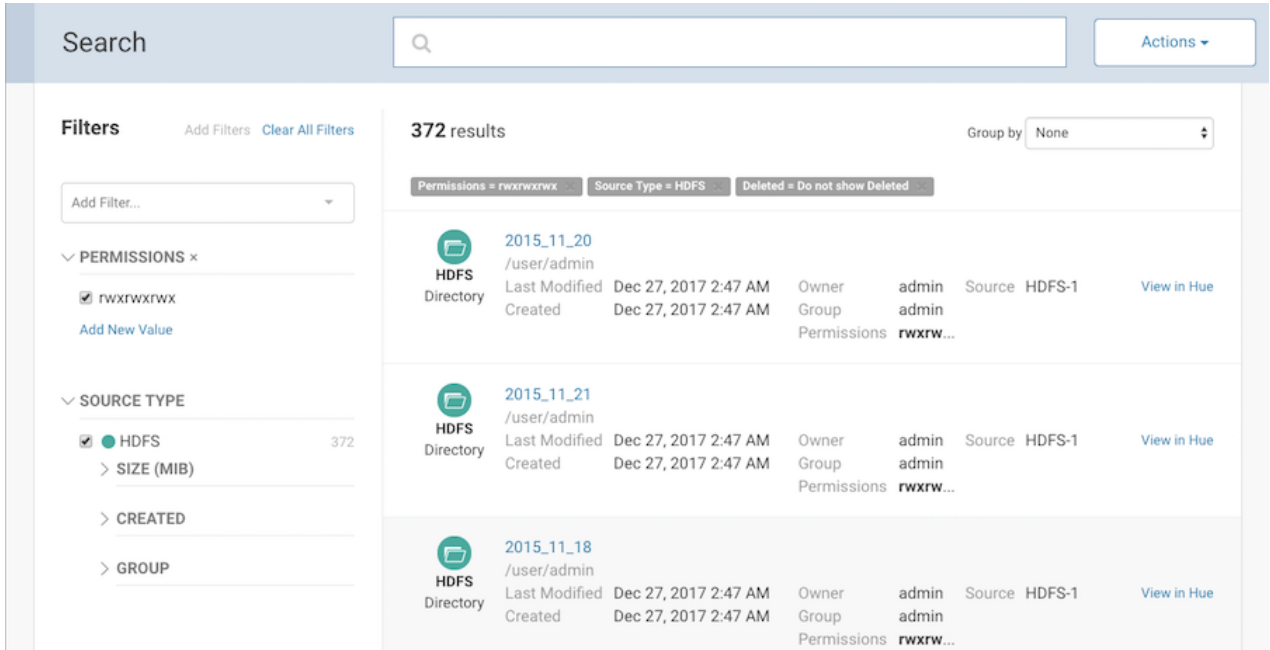 Search
Actions
Filters
Add Filters Clear All Filters
Add Filter...
PERMISSIONS ×
rwxrwxrwx
Add New Value
SOURCE TYPE
HDFS 372
SIZE (MIB)
CREATED
GROUP
372 results
Group by None
Permissions = rwxrwxrwx × Source Type = HDFS × Deleted = Do not show Deleted ×
HDFS
Directory
2015_11_20
/user/admin
Last Modified Dec 27, 2017 2:47 AM Owner admin Source HDFS-1 View in Hue
Created Dec 27, 2017 2:47 AM Group admin
Permissions rwxrw...
HDFS
Directory
2015_11_21
/user/admin
Last Modified Dec 27, 2017 2:47 AM Owner admin Source HDFS-1 View in Hue
Created Dec 27, 2017 2:47 AM Group admin
Permissions rwxrw...
HDFS
Directory
2015_11_18
/user/admin
Last Modified Dec 27, 2017 2:47 AM Owner admin Source HDFS-1 View in Hue
Created Dec 27, 2017 2:47 AM Group admin
Permissions rwxrw...